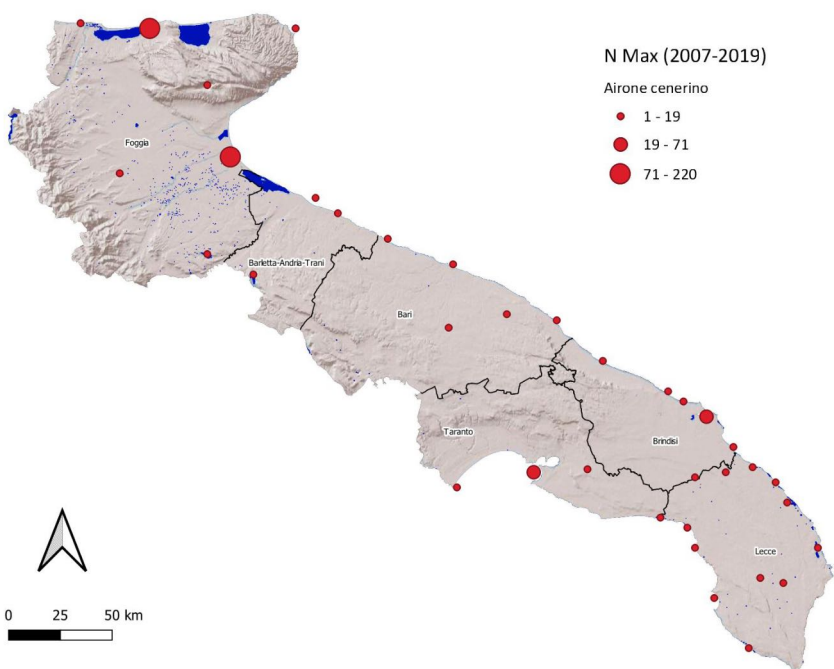 N Max (2007-2019)
Airone cenerino
1 - 19
19 - 71
71 - 220
Foggia
Barletta-Andria-Trani
Bari
Taranto
Brindisi
Lecce
0 25 50 km